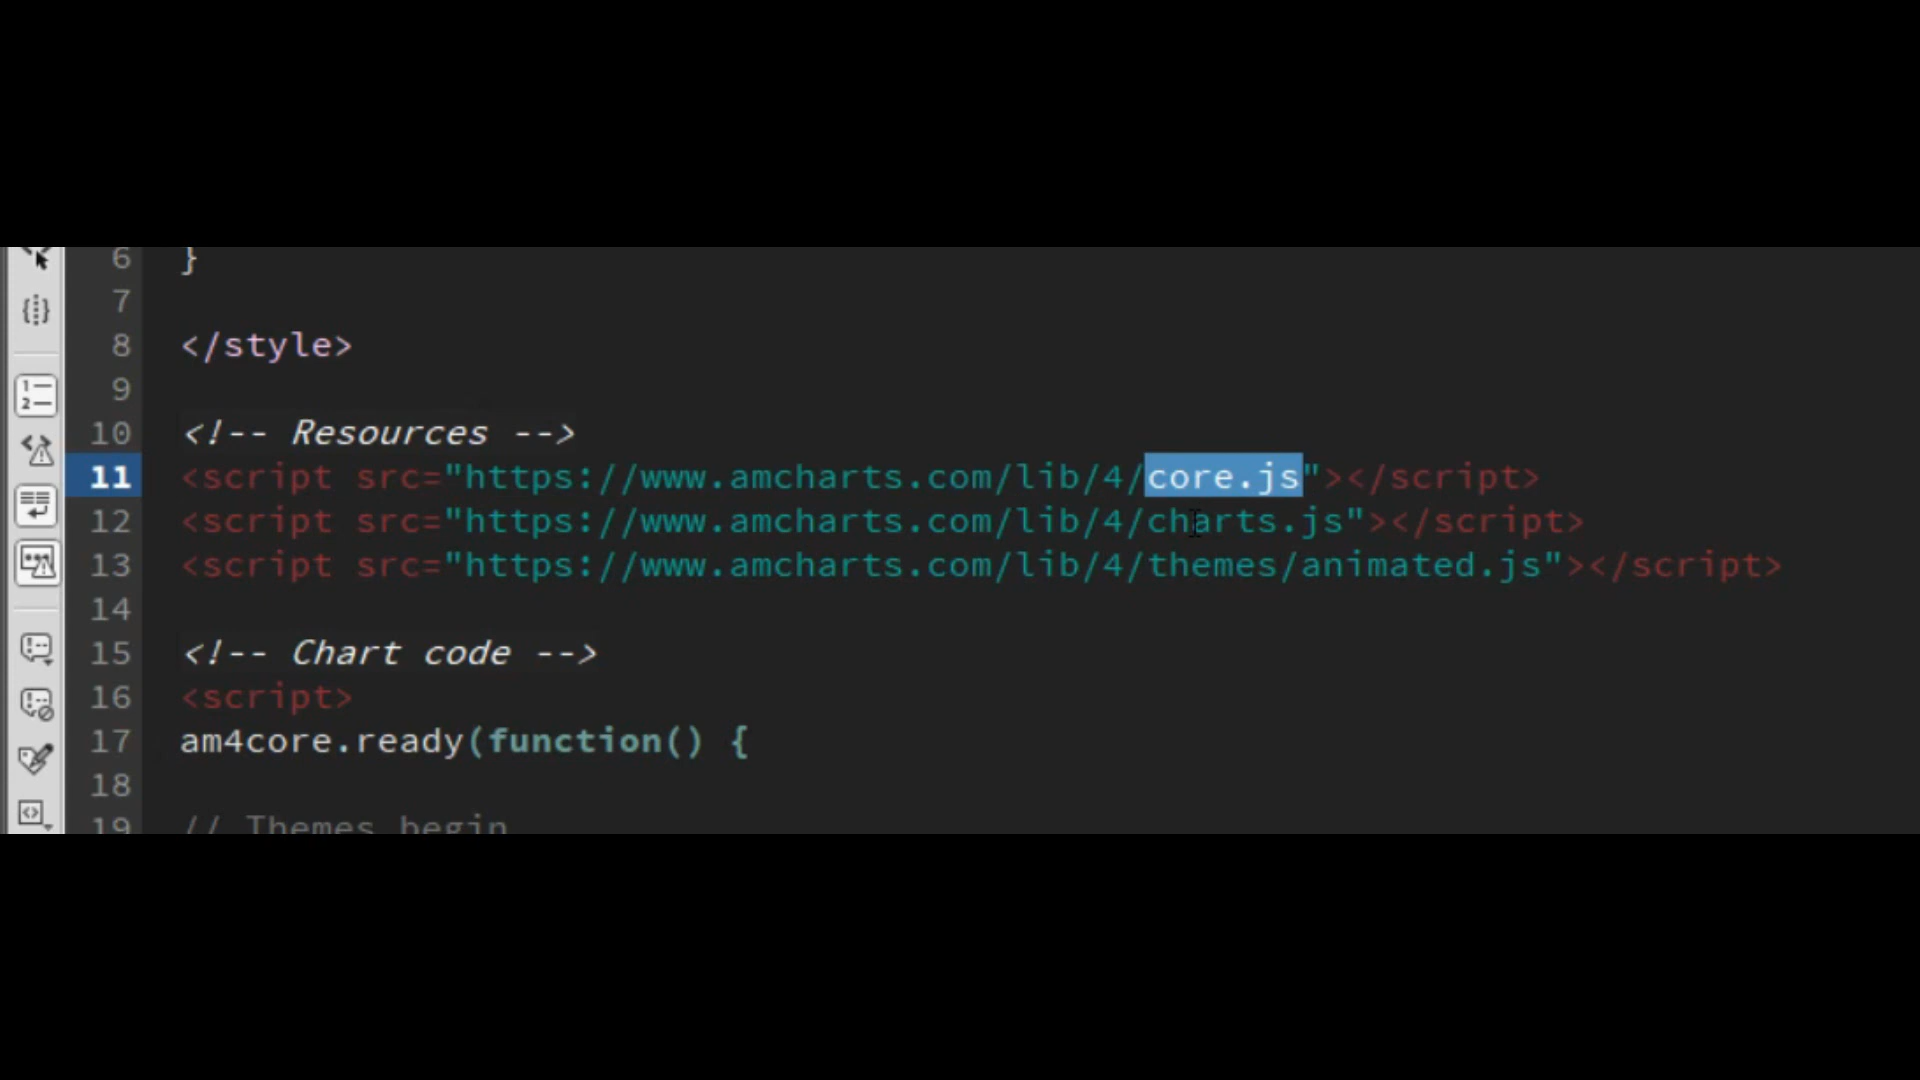 6 }
7
8 </style>
9
10 <!-- Resources -->
11 <script src="https://www.amcharts.com/lib/4/core.js"></script>
12 <script src="https://www.amcharts.com/lib/4/charts.js"></script>
13 <script src="https://www.amcharts.com/lib/4/themes/animated.js"></script>
14
15 <!-- Chart code -->
16 <script>
17 am4core.ready(function() {
18
19 // Themes begin